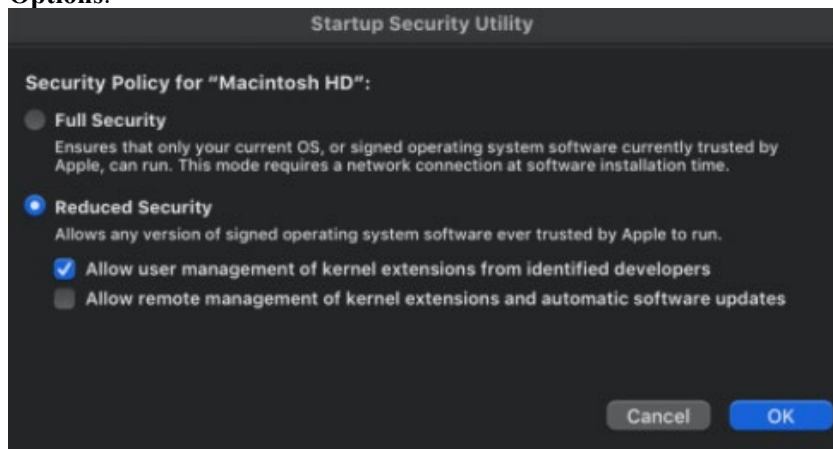 Options.
Startup Security Utility
Security Policy for "Macintosh HD":
Full Security
Ensures that only your current OS, or signed operating system software currently trusted by
Apple, can run. This mode requires a network connection at software installation time.
Reduced Security
Allows any version of signed operating system software ever trusted by Apple to run.
Allow user management of kernel extensions from identified developers
Allow remote management of kernel extensions and automatic software updates
Cancel OK